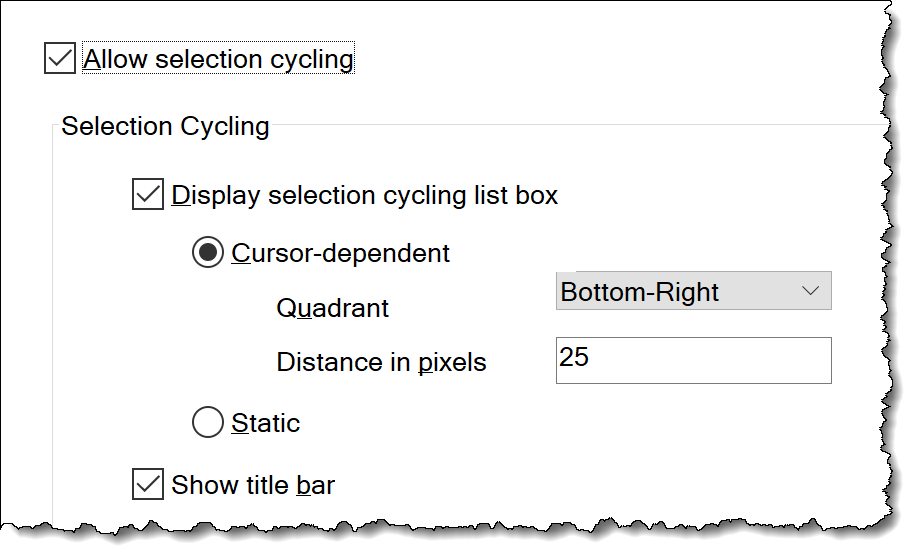 Allow selection cycling
Selection Cycling
Display selection cycling list box
Cursor-dependent
Quadrant Bottom-Right
Distance in pixels 25
Static
Show title bar